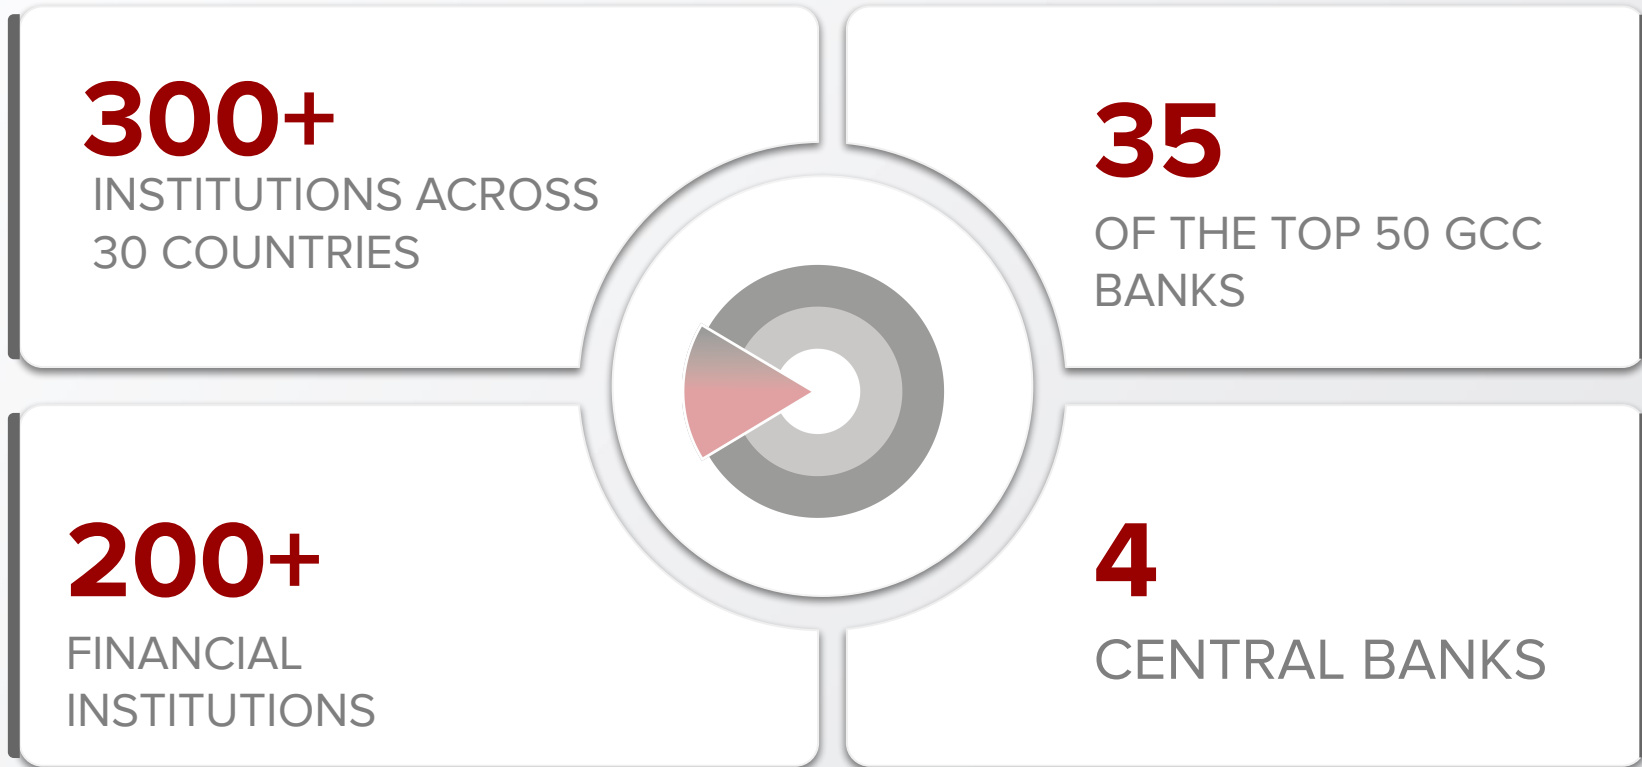 300+
INSTITUTIONS ACROSS
30 COUNTRIES
35
OF THE TOP 50 GCC
BANKS
200+
FINANCIAL
INSTITUTIONS
4
CENTRAL BANKS